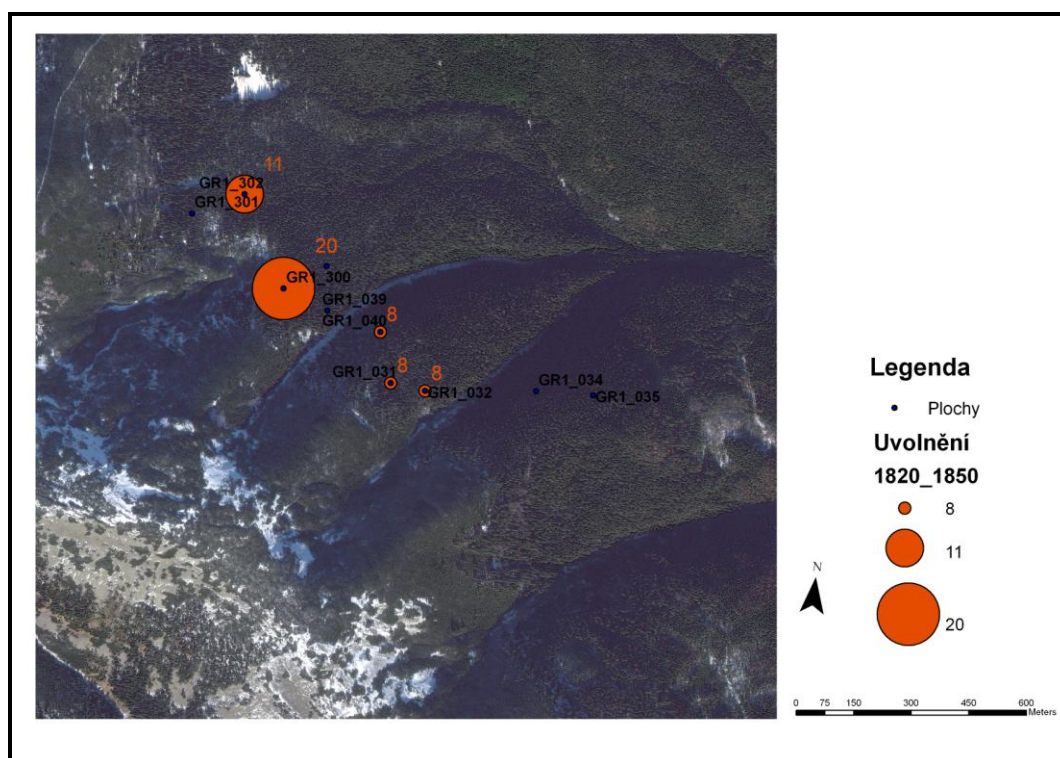 11
GR1_302
GR1_301
20
GR1_300
GR1_039
GR1_040
8
8
GR1_031
8
GR1_032
GR1_034
GR1_035
Legenda
Plochy
Uvolnění
1820_1850
8
11
20
N
0 75 150 300 450 600
Meters